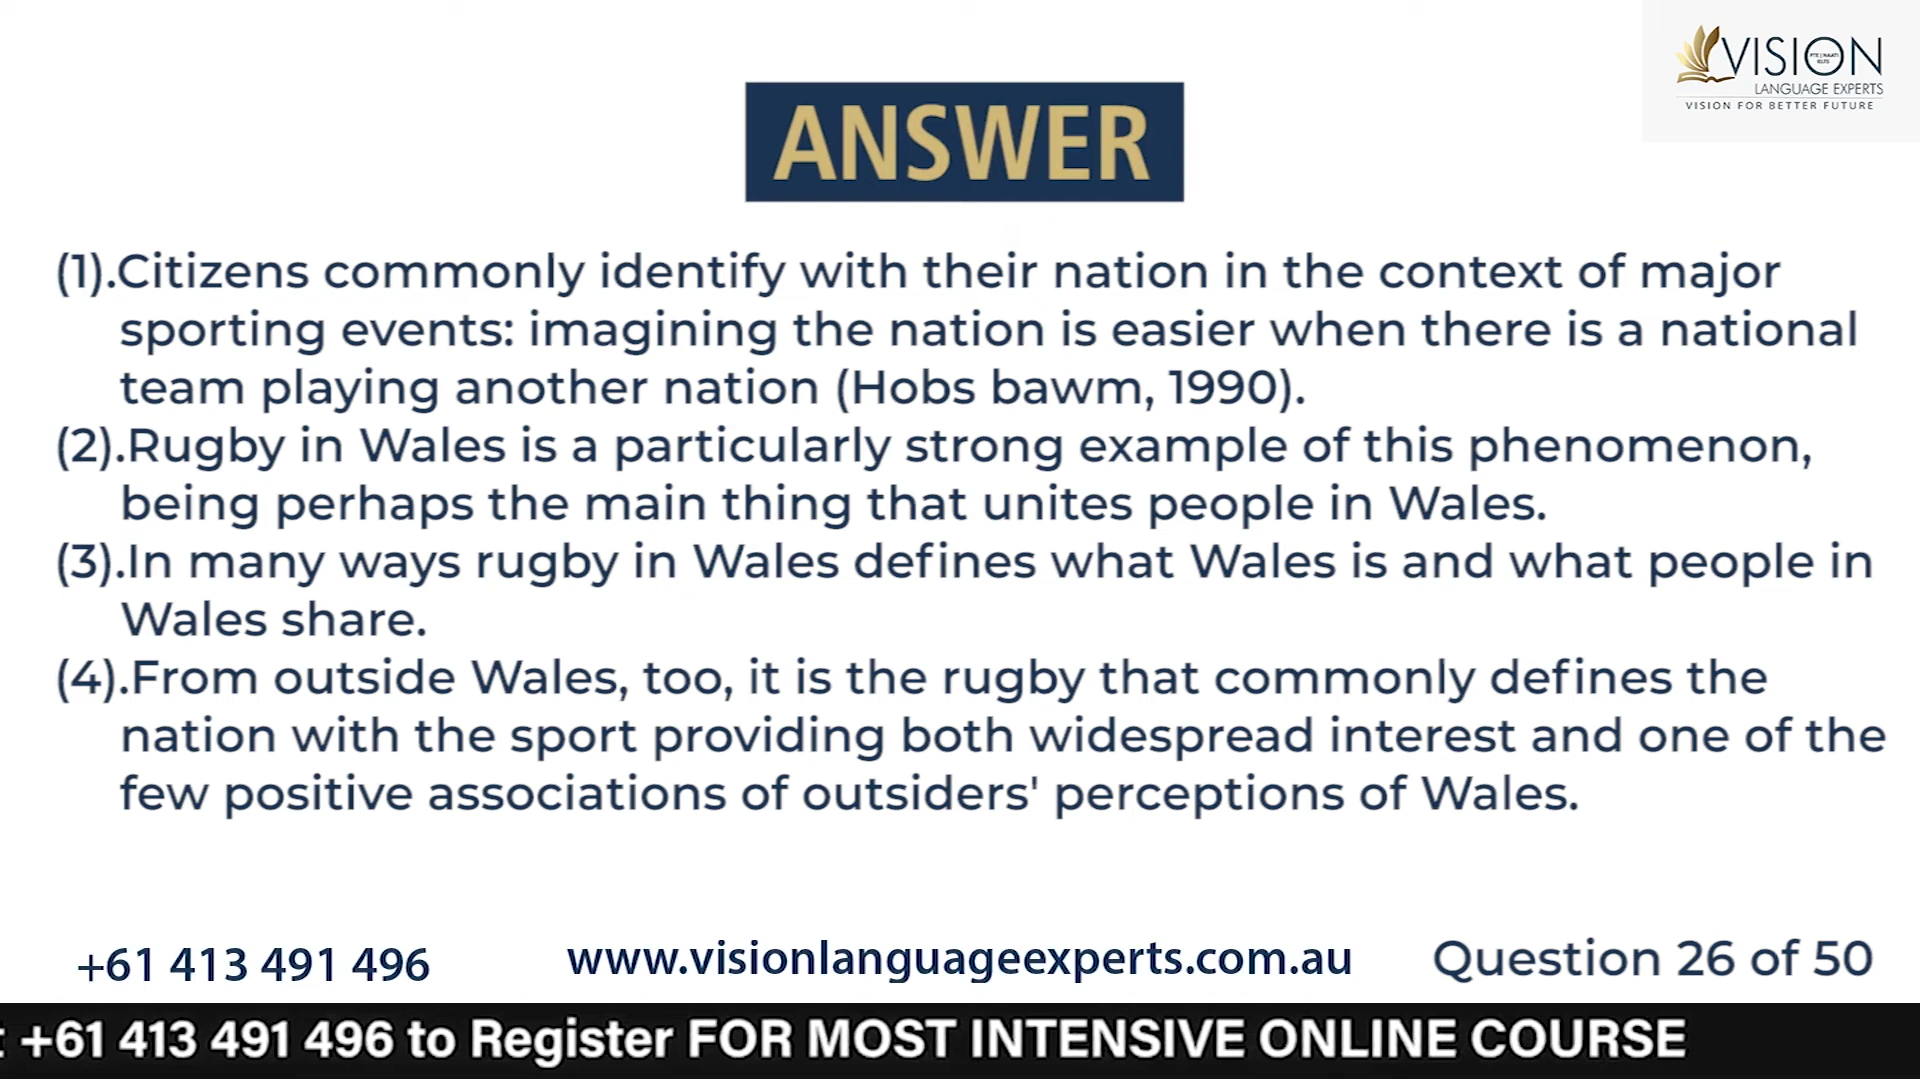 VISION
LANGUAGE EXPERTS
VISION FOR BETTER FUTURE
ANSWER
(1).Citizens commonly identify with their nation in the context of major
sporting events: imagining the nation is easier when there is a national
team playing another nation (Hobs bawm, 1990).
(2).Rugby in Wales is a particularly strong example of this phenomenon,
being perhaps the main thing that unites people in Wales.
(3).In many ways rugby in Wales defines what Wales is and what people in
Wales share.
(4).From outside Wales, too, it is the rugby that commonly defines the
nation with the sport providing both widespread interest and one of the
few positive associations of outsiders' perceptions of Wales.
+61 413 491 496
www.visionlanguageexperts.com.au
Question 26 of 50
+61 413 491 496 to Register FOR MOST INTENSIVE ONLINE COURSE